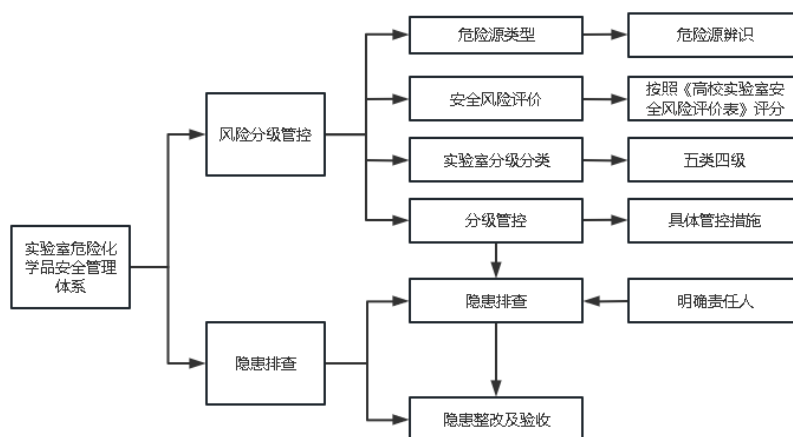 危险源类型
危险源辨识
安全风险评价
按照《高校实验室安
全风险评价表》评分
风险分级管控
实验室分级分类
五类四级
分级管控
具体管控措施
实验室危险化
学品安全管理
体系
隐患排查
明确责任人
隐患排查
隐患整改及验收